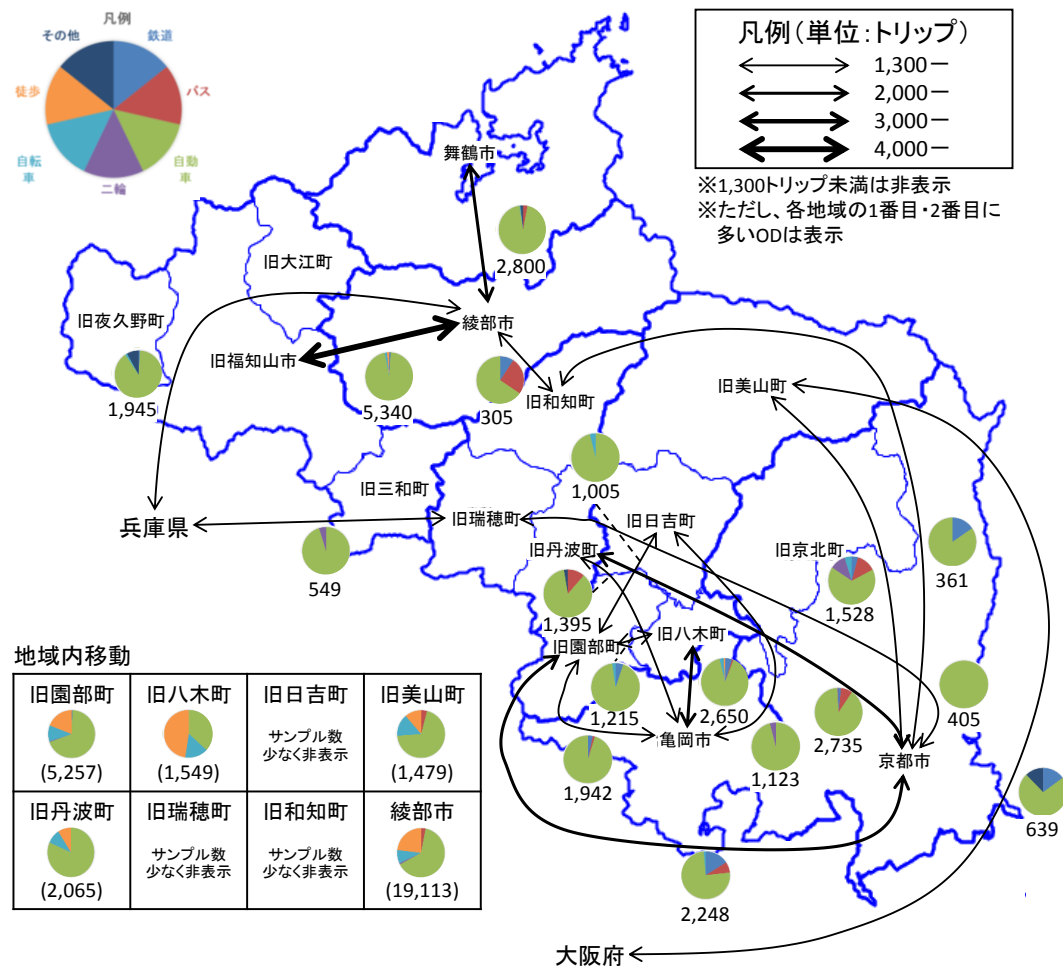 凡例
その他
鉄道
徒歩
バス
自転車
自動車
二輪
凡例(単位:トリップ)
1,300ー
2,000ー
3,000ー
4,000ー
※1,300トリップ未満は非表示
※ただし、各地域の1番目・2番目に
多いODは表示
舞鶴市
2,800
旧大江町
旧夜久野町
綾部市
旧福知山市
1,945
5,340
305
旧和知町
旧美山町
1,005
旧三和町
兵庫県
旧瑞穂町
旧日吉町
旧丹波町
旧京北町
549
361
1,528
1,395
旧園部町
旧八木町
1,215
2,650
405
亀岡市
2,735
京都市
1,942
1,123
639
2,248
大阪府
地域内移動
旧園部町
旧八木町
旧日吉町
旧美山町
サンプル数
少なく非表示
(5,257)
(1,549)
(1,479)
旧丹波町
旧瑞穂町
旧和知町
綾部市
サンプル数
少なく非表示
サンプル数
少なく非表示
(2,065)
(19,113)